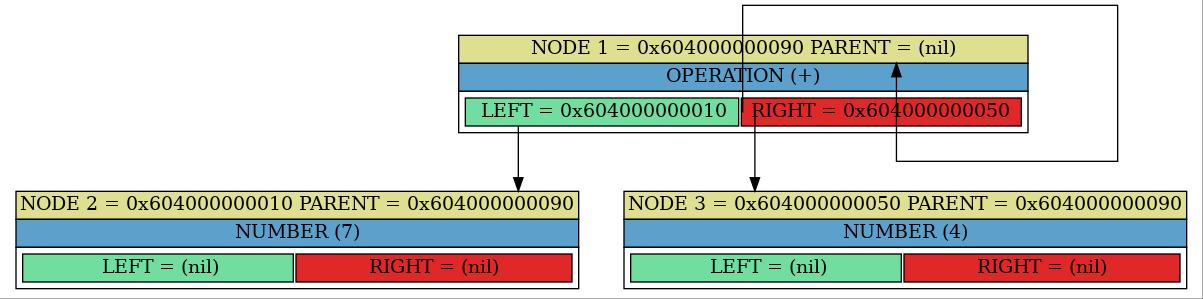 NODE 1 = 0x604000000090 PARENT = (nil)
OPERATION (+)
LEFT = 0x604000000010 RIGHT = 0x604000000050
NODE 2 = 0x604000000010 PARENT = 0x604000000090
NUMBER (7)
LEFT = (nil) RIGHT = (nil)
NODE 3 = 0x604000000050 PARENT = 0x604000000090
NUMBER (4)
LEFT = (nil) RIGHT = (nil)